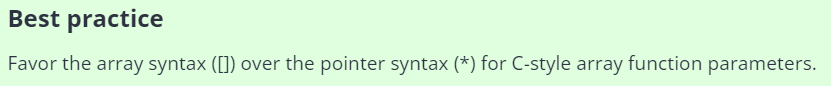 Best practice
Favor the array syntax ([]) over the pointer syntax (*) for C-style array function parameters.